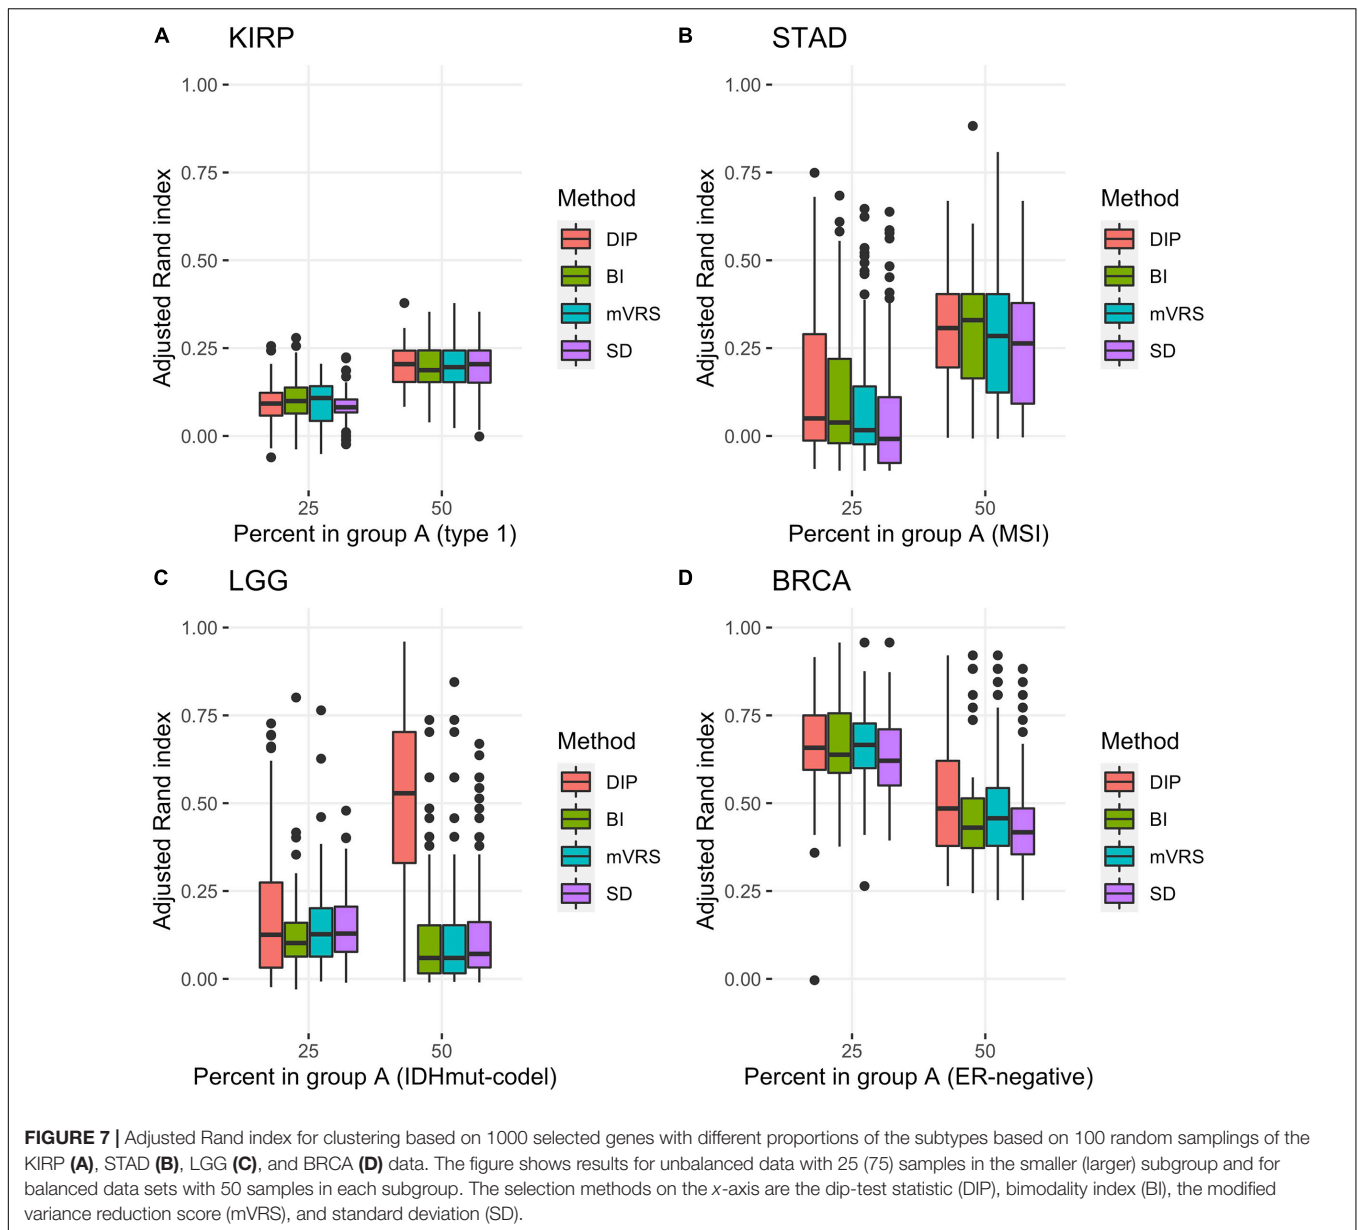 A KIRP
1.00
0.75
0.50
0.25
0.00
Adjusted Rand index
25 50
Percent in group A (type 1)
Method
DIP
BI
mVRS
SD
B STAD
1.00
0.75
0.50
0.25
0.00
Adjusted Rand index
25 50
Percent in group A (MSI)
Method
DIP
BI
mVRS
SD
C LGG
1.00
0.75
0.50
0.25
0.00
Adjusted Rand index
25 50
Percent in group A (IDHmut-codel)
Method
DIP
BI
mVRS
SD
D BRCA
1.00
0.75
0.50
0.25
0.00
Adjusted Rand index
25 50
Percent in group A (ER-negative)
Method
DIP
BI
mVRS
SD
FIGURE 7 | Adjusted Rand index for clustering based on 1000 selected genes with different proportions of the subtypes based on 100 random samplings of the
KIRP (A), STAD (B), LGG (C), and BRCA (D) data. The figure shows results for unbalanced data with 25 (75) samples in the smaller (larger) subgroup and for
balanced data sets with 50 samples in each subgroup. The selection methods on the x-axis are the dip-test statistic (DIP), bimodality index (BI), the modified
variance reduction score (mVRS), and standard deviation (SD).